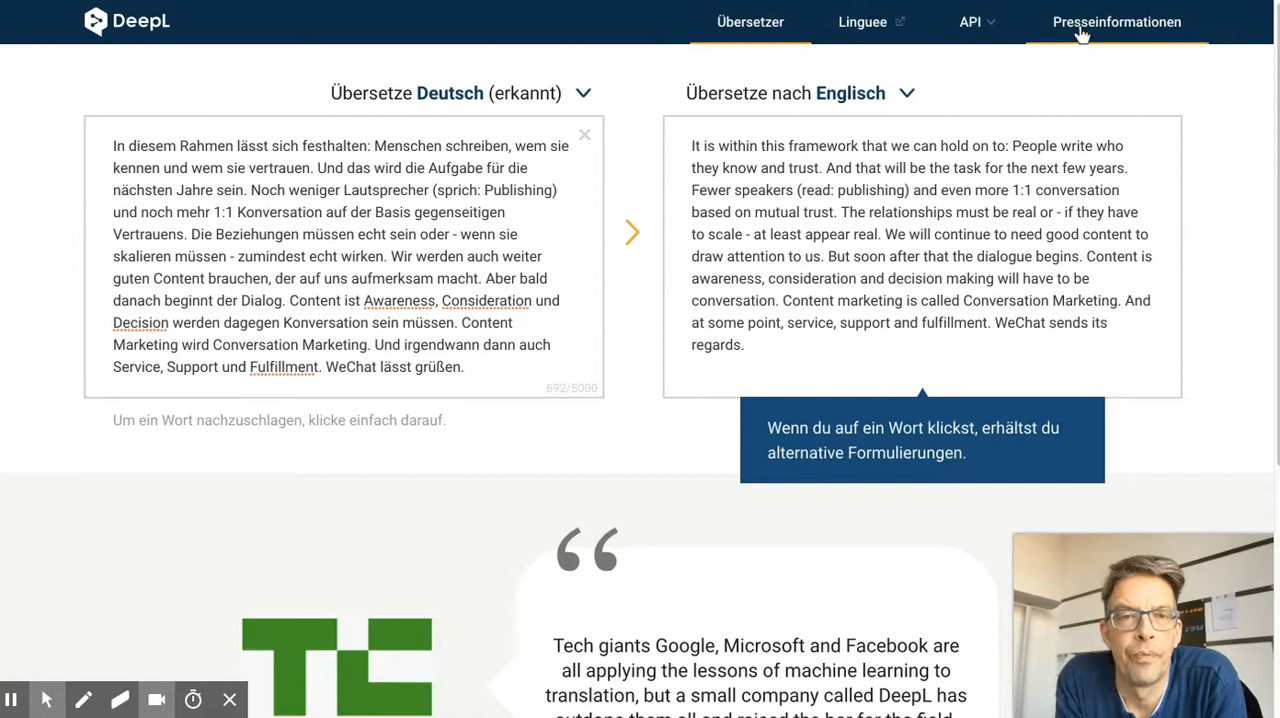 DeepL
Übersetzer
Linguee
API
Presseinformationen
Übersetze Deutsch (erkannt)
Übersetze nach Englisch
In diesem Rahmen lässt sich festhalten: Menschen schreiben, wem sie
kennen und wem sie vertrauen. Und das wird die Aufgabe für die
nächsten Jahre sein. Noch weniger Lautsprecher (sprich: Publishing)
und noch mehr 1:1 Konversation auf der Basis gegenseitigen
Vertrauens. Die Beziehungen müssen echt sein oder - wenn sie
skalieren müssen - zumindest echt wirken. Wir werden auch weiter
guten Content brauchen, der auf uns aufmerksam macht. Aber bald
danach beginnt der Dialog. Content ist Awareness, Consideration und
Decision werden dagegen Konversation sein müssen. Content
Marketing wird Conversation Marketing. Und irgendwann dann auch
Service, Support und Fulfillment. WeChat lässt grüßen.
692/5000
Um ein Wort nachzuschlagen, klicke einfach darauf.
It is within this framework that we can hold on to: People write who
they know and trust. And that will be the task for the next few years.
Fewer speakers (read: publishing) and even more 1:1 conversation
based on mutual trust. The relationships must be real or - if they have
to scale - at least appear real. We will continue to need good content to
draw attention to us. But soon after that the dialogue begins. Content is
awareness, consideration and decision making will have to be
conversation. Content marketing is called Conversation Marketing. And
at some point, service, support and fulfillment. WeChat sends its
regards.
Wenn du auf ein Wort klickst, erhältst du
alternative Formulierungen.
TC
Tech giants Google, Microsoft and Facebook are
all applying the lessons of machine learning to
translation, but a small company called DeepL has
outdone them all and raised the bar for the field.